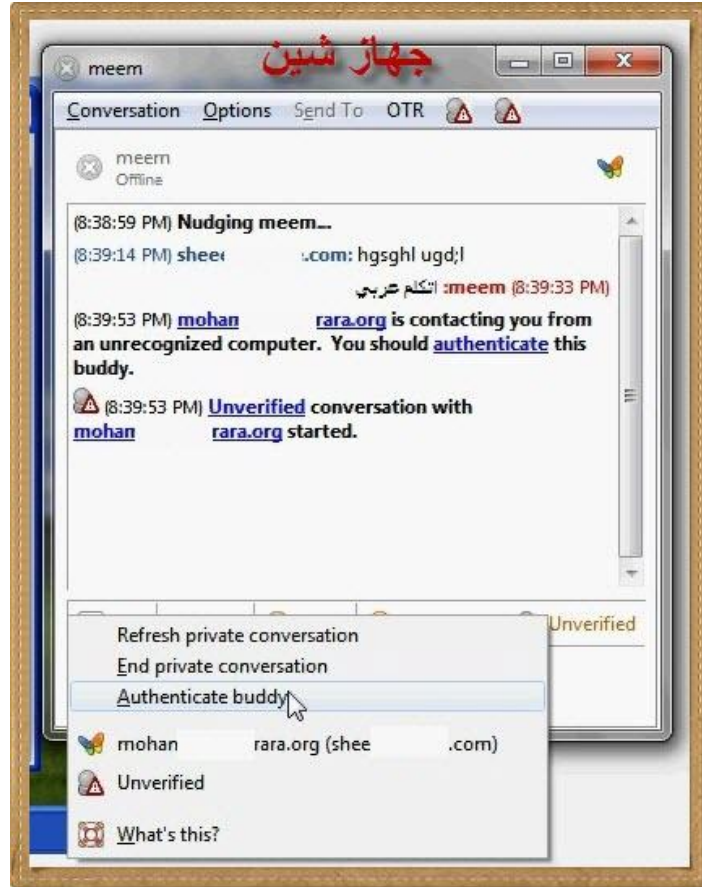 جهاز شين
meem
Conversation Options Send To OTR
meem
Offline
(8:38:59 PM) Nudging meem...
(8:39:14 PM) shee .com: hgsghl ugd;l
(8:39:33 PM) meem: اتكلم عربي
(8:39:53 PM) mohan rara.org is contacting you from
an unrecognized computer. You should authenticate this
buddy.
(8:39:53 PM) Unverified conversation with
mohan rara.org started.
Unverified
Refresh private conversation
End private conversation
Authenticate buddy
mohan rara.org (shee .com)
Unverified
What's this?